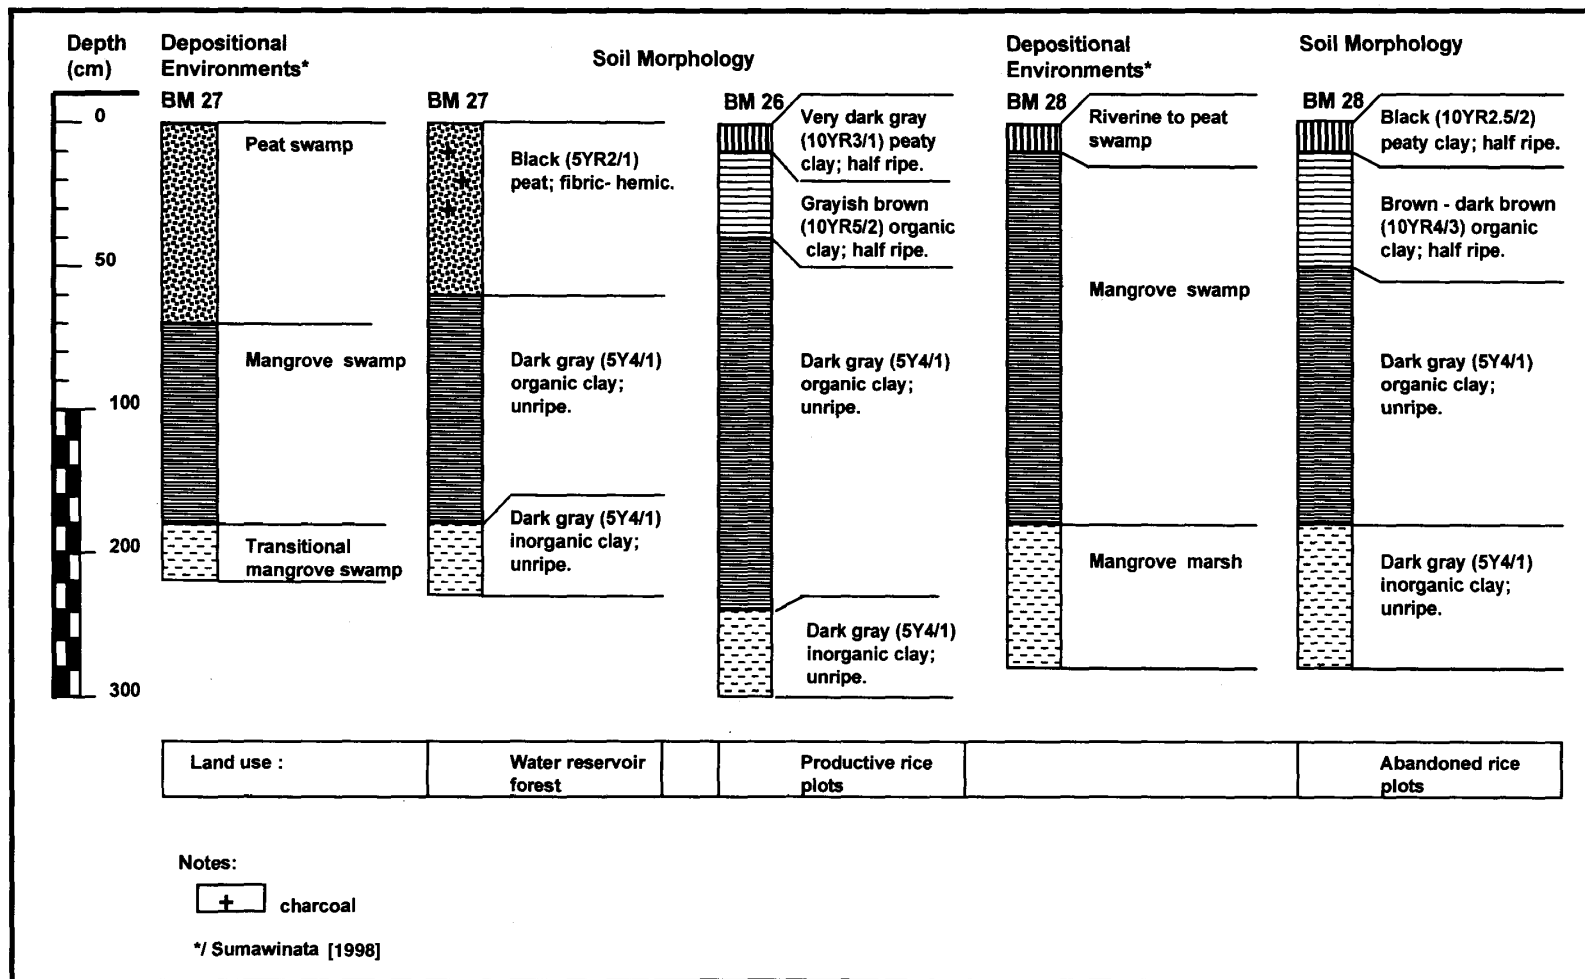 Depth
(cm)
0
50
100
200
300
Depositional
Environments*
BM 27
Peat swamp
Mangrove swamp
Transitional
mangrove swamp
Soil Morphology
BM 27
Black (5YR2/1)
peat; fibric- hemic.
Dark gray (5Y4/1)
organic clay;
unripe.
Dark gray (5Y4/1)
inorganic clay;
unripe.
BM 26
Very dark gray
(10YR3/1) peaty
clay; half ripe.
Grayish brown
(10YR5/2) organic
clay; half ripe.
Dark gray (5Y4/1)
organic clay;
unripe.
Dark gray (5Y4/1)
inorganic clay;
unripe.
Depositional
Environments*
BM 28
Riverine to peat
swamp
Mangrove swamp
Mangrove marsh
Soil Morphology
BM 28
Black (10YR2.5/2)
peaty clay; half ripe.
Brown - dark brown
(10YR4/3) organic
clay; half ripe.
Dark gray (5Y4/1)
organic clay;
unripe.
Dark gray (5Y4/1)
inorganic clay;
unripe.
Land use :
Water reservoir
forest
Productive rice
plots
Abandoned rice
plots
Notes:
+ charcoal
*/ Sumawinata [1998]